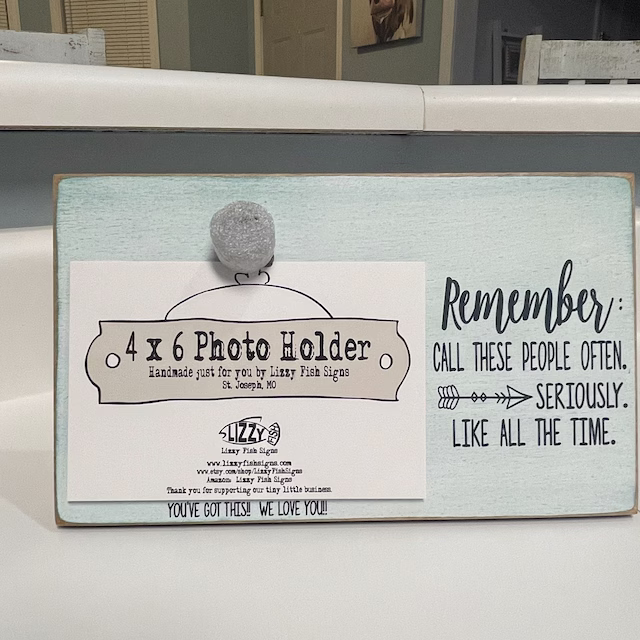 4 x 6 Photo Holder
Handmade just for you by Lizzy Fish Signs
St. Joseph, MO
LIZZY
FISH
Lizzy Fish Signs
www.lizzyfishsigns.com
www.etsy.com/shop/LizzyFishSigns
Amazon: Lizzy Fish Signs
Thank you for supporting our tiny little business.
YOU'VE GOT THIS!! WE LOVE YOU!!
Remember:
CALL THESE PEOPLE OFTEN.
SERIOUSLY.
LIKE ALL THE TIME.